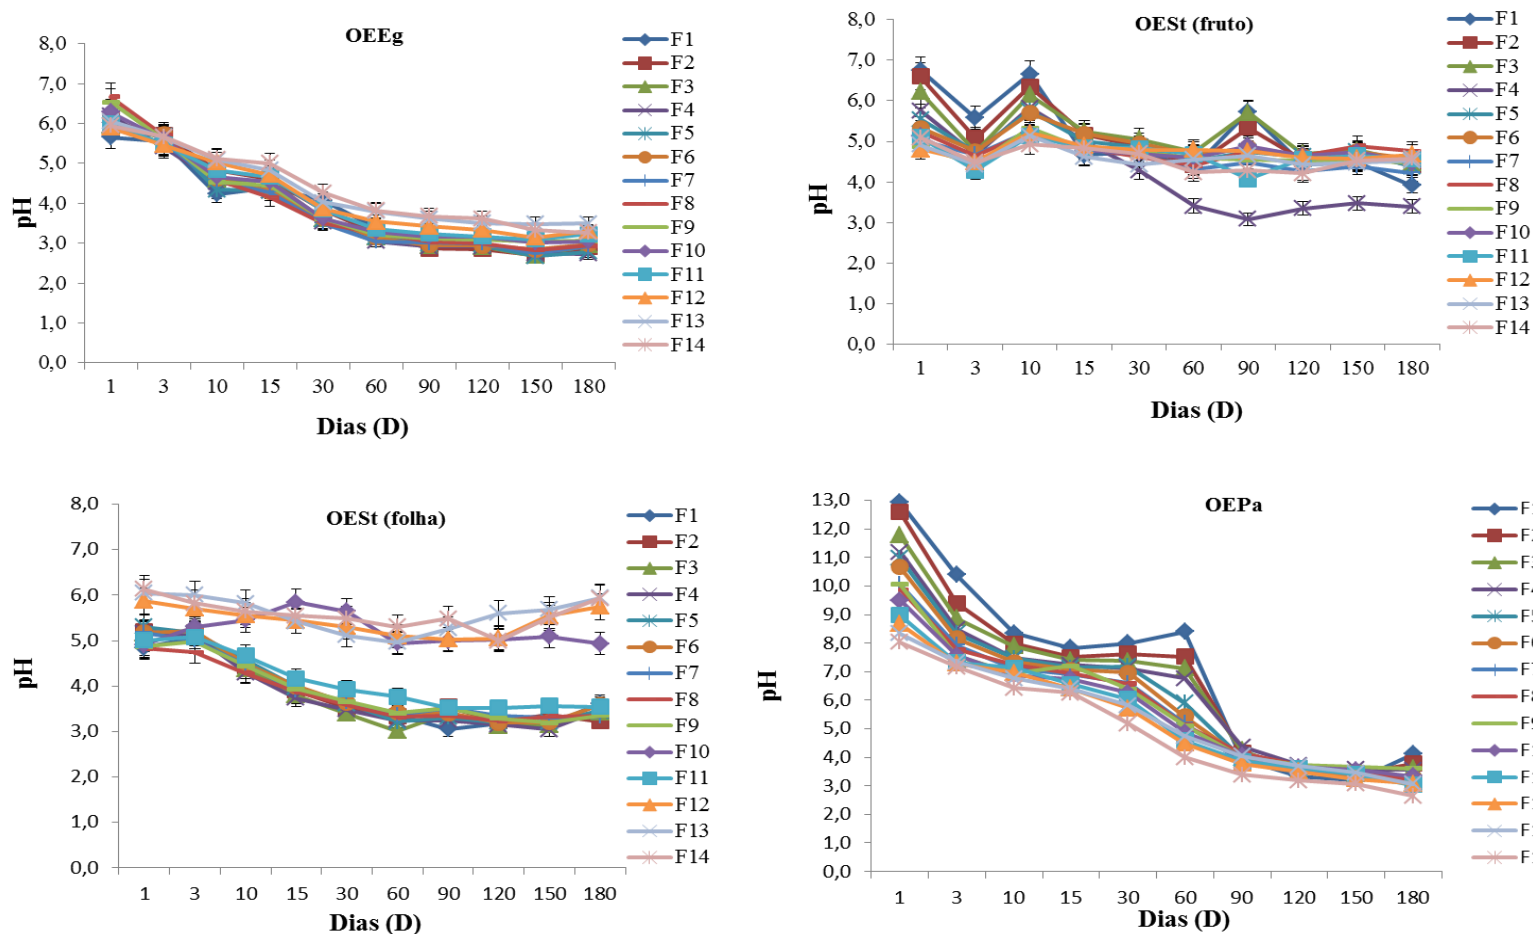 OEEg
8,0
7,0
6,0
5,0
4,0
3,0
2,0
1,0
0,0
pH
1 3 10 15 30 60 90 120 150 180
Dias (D)
F1
F2
F3
F4
F5
F6
F7
F8
F9
F10
F11
F12
F13
F14
OESt (fruto)
8,0
7,0
6,0
5,0
4,0
3,0
2,0
1,0
0,0
pH
1 3 10 15 30 60 90 120 150 180
Dias (D)
F1
F2
F3
F4
F5
F6
F7
F8
F9
F10
F11
F12
F13
F14
OESt (folha)
8,0
7,0
6,0
5,0
4,0
3,0
2,0
1,0
0,0
pH
1 3 10 15 30 60 90 120 150 180
Dias (D)
F1
F2
F3
F4
F5
F6
F7
F8
F9
F10
F11
F12
F13
F14
OEPa
13,0
12,0
11,0
10,0
9,0
8,0
7,0
6,0
5,0
4,0
3,0
2,0
1,0
0,0
pH
1 3 10 15 30 60 90 120 150 180
Dias (D)